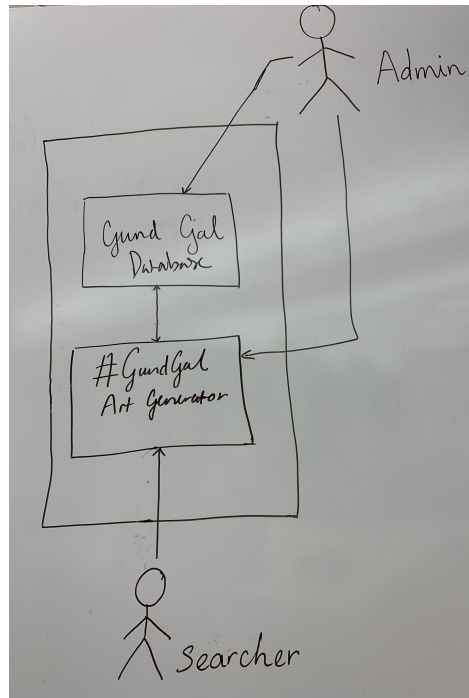 Admin
Gund Gal
Database
#GundGal
Art Generator
Searcher